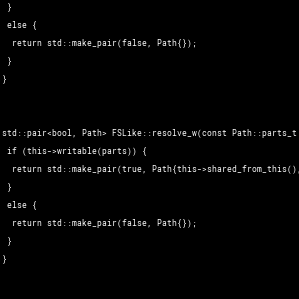 }
else {
return std::make_pair(false, Path{});
}
}
std::pair<bool, Path> FSLike::resolve_w(const Path::parts_t
if (this->writable(parts)) {
return std::make_pair(true, Path{this->shared_from_this(),
}
else {
return std::make_pair(false, Path{});
}
}